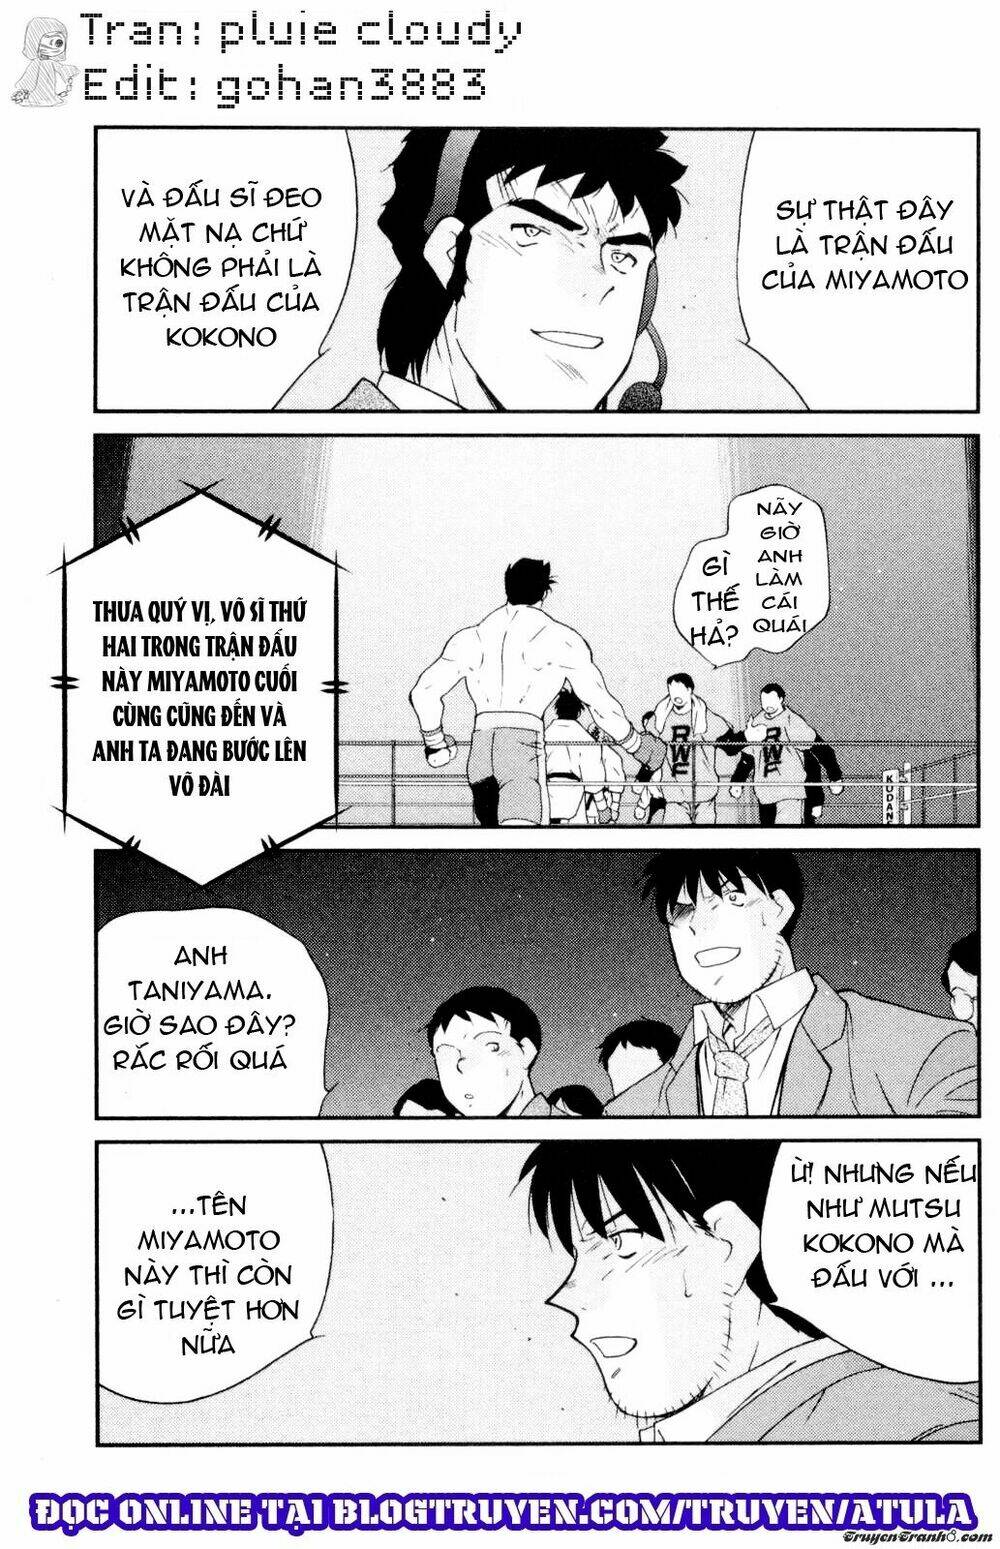 Tran: pluie cloudy
Edit: gohan3883
SỰ THẬT ĐÂY
LÀ TRẬN ĐẤU
CỦA MIYAMOTO
VÀ ĐẤU SĨ ĐEO
MẶT NẠ CHỨ
KHÔNG PHẢI LÀ
TRẬN ĐẤU CỦA
KOKONO
NÃY
GIỜ
ANH
LÀM
CÁI
QUÁI
GÌ
THẾ
HẢ?
THƯA QUÝ VỊ, VÕ SĨ THỨ
HAI TRONG TRẬN ĐẤU
NÀY MIYAMOTO CUỐI
CÙNG CŨNG ĐẾN VÀ
ANH TA ĐANG BƯỚC LÊN
VÕ ĐÀI
RWF
RWF
KUDAN
ANH
TANIYAMA.
GIỜ SAO ĐÂY?
RẮC RỐI QUÁ
Ừ! NHƯNG NẾU
NHƯ MUTSU
KOKONO MÀ
ĐẤU VỚI ...
...TÊN
MIYAMOTO
NÀY THÌ CÒN
GÌ TUYỆT HƠN
NỮA
ĐỌC ONLINE TẠI BLOGTRUYEN.COM/TRUYEN/ATULA
TruyenTranh8.com